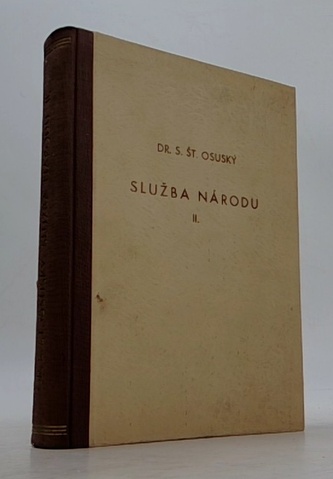 DR. S. ŠT. OSUSKÝ
SLUŽBA NÁRODU
II.